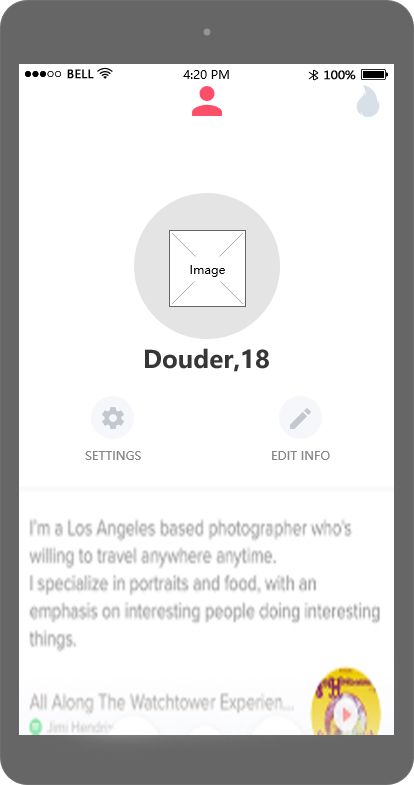 BELL 4:20 PM 100%
Image
Douder,18
SETTINGS EDIT INFO
I'm a Los Angeles based photographer who's
willing to travel anywhere anytime.
I specialize in portraits and food, with an
emphasis on interesting people doing interesting
things.
All Along The Watchtower Experien...
Jimi Hendrix